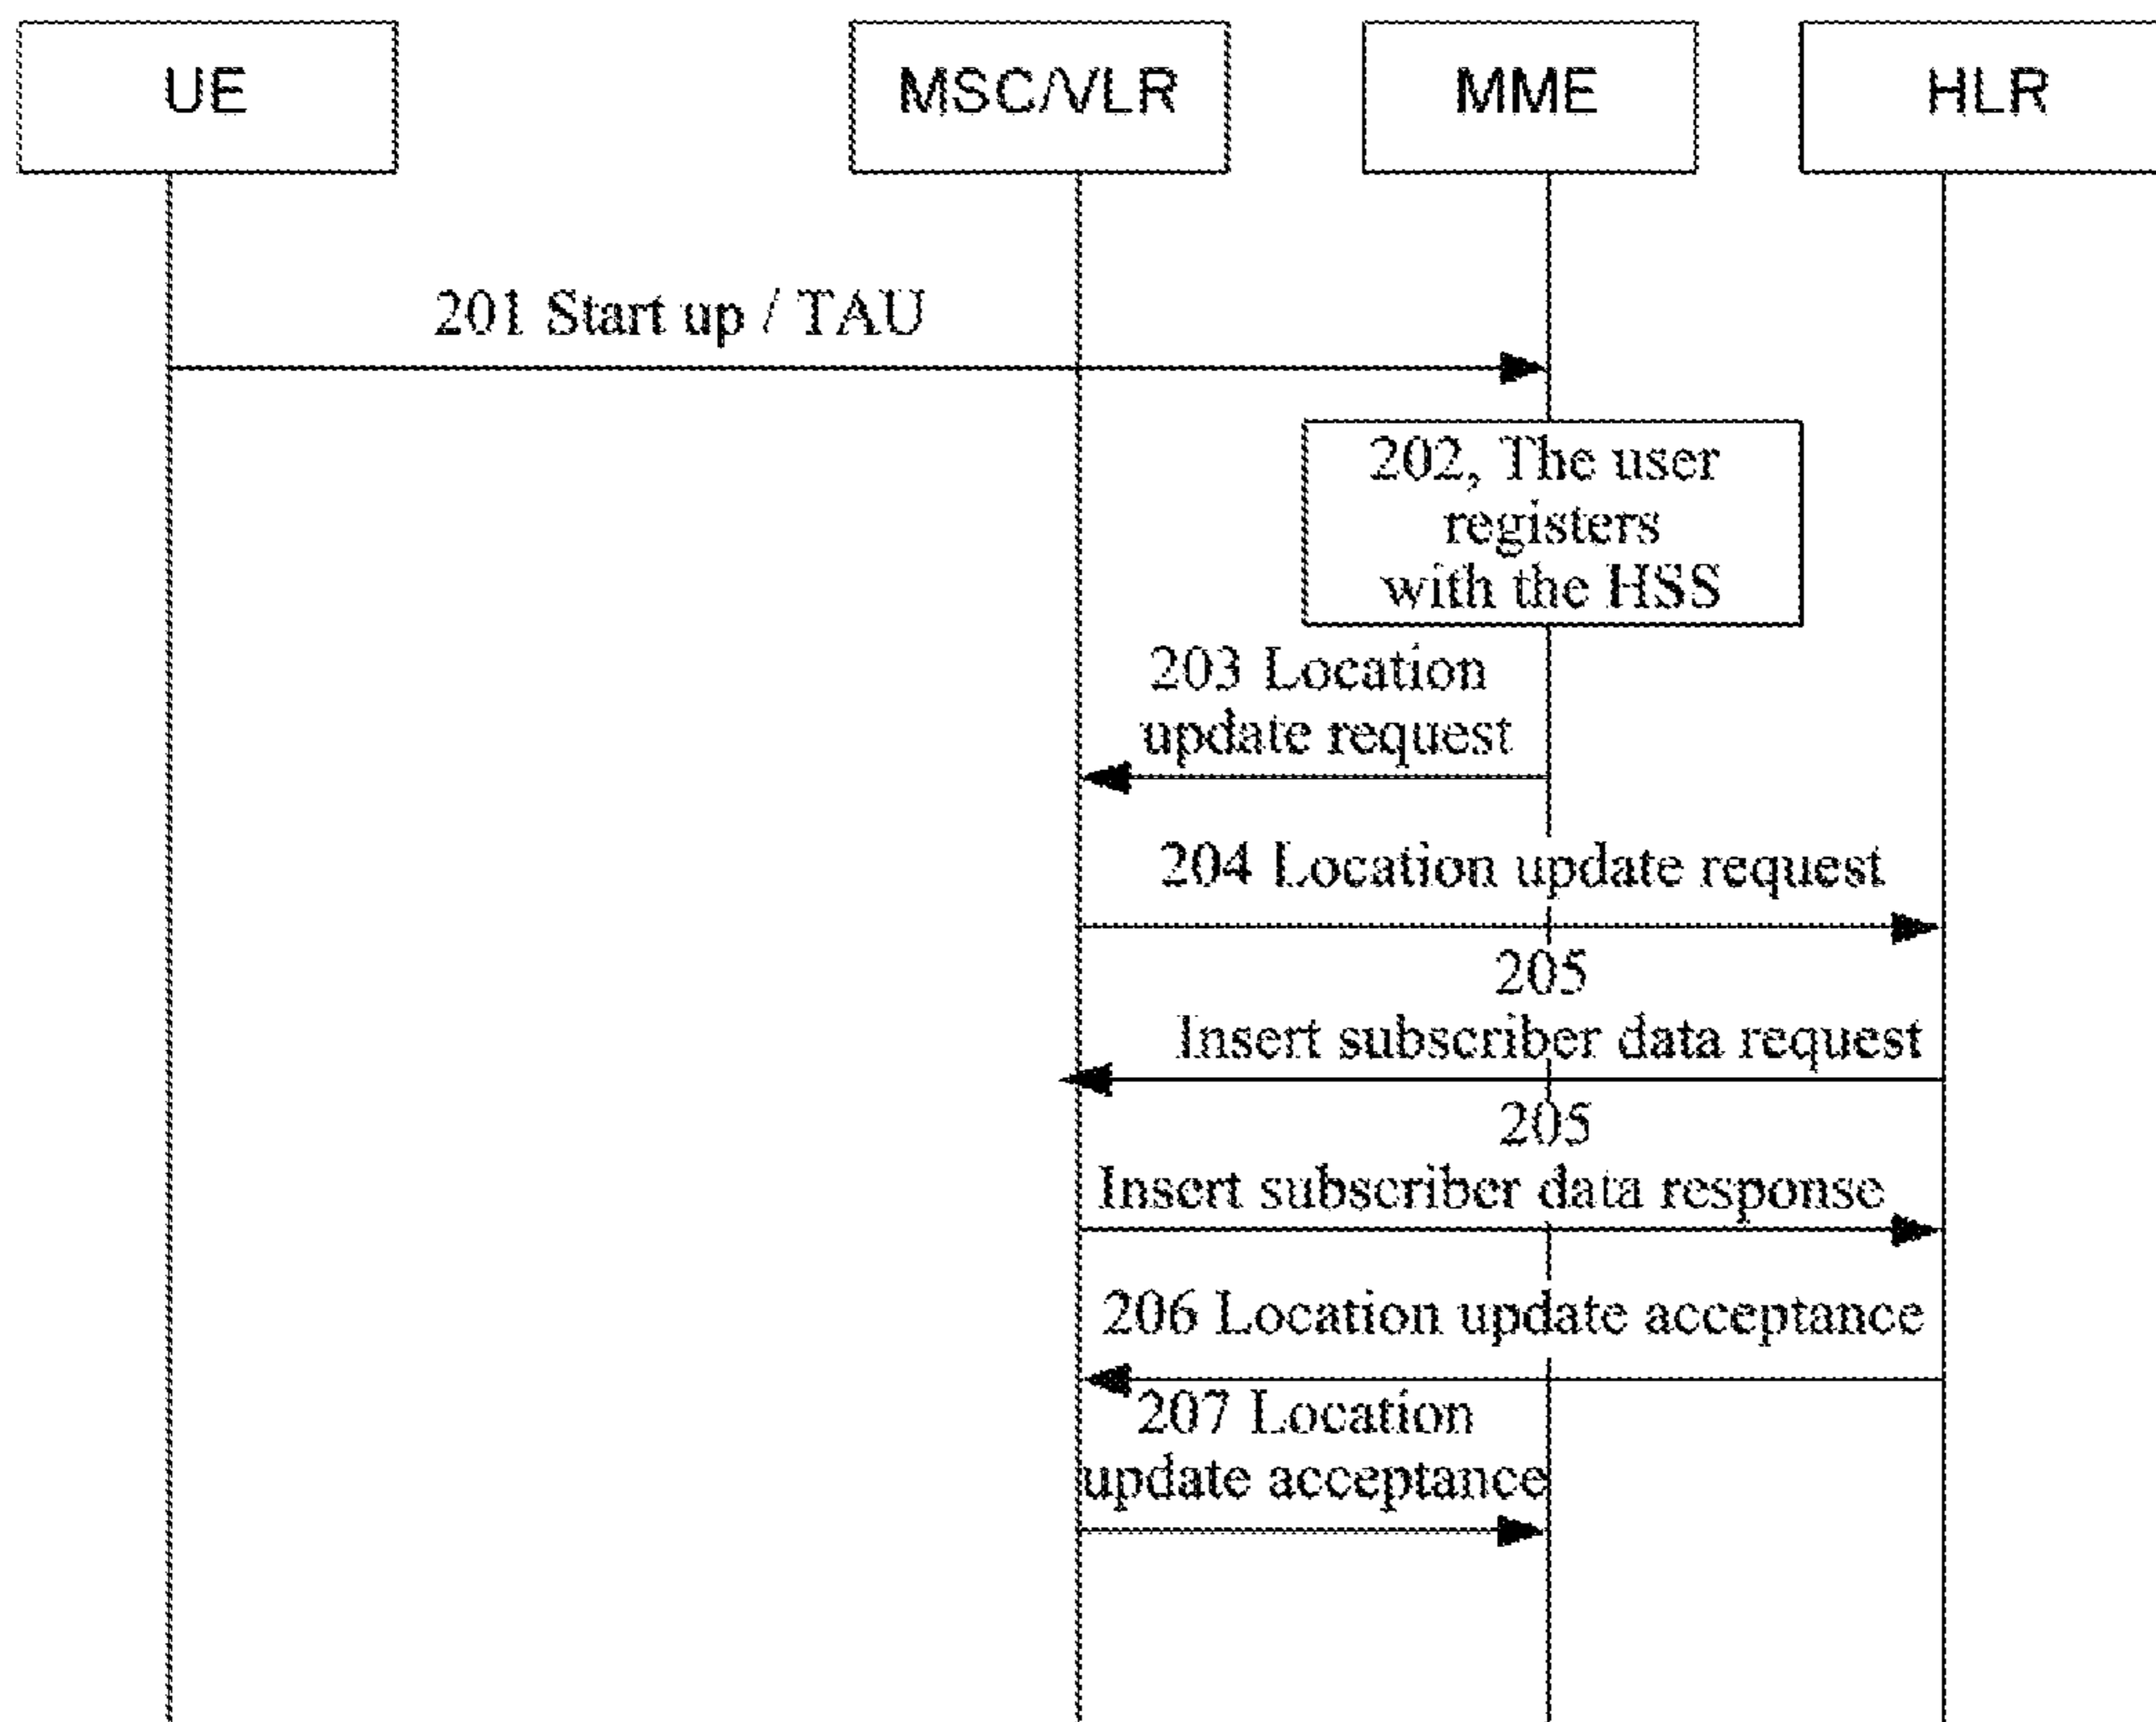 UE
MSC/VLR
MME
HLR
201 Start up / TAU
202, The user
registers
with the HSS
203 Location
update request
204 Location update request
205
Insert subscriber data request
205
Insert subscriber data response
206 Location update acceptance
207 Location
update acceptance